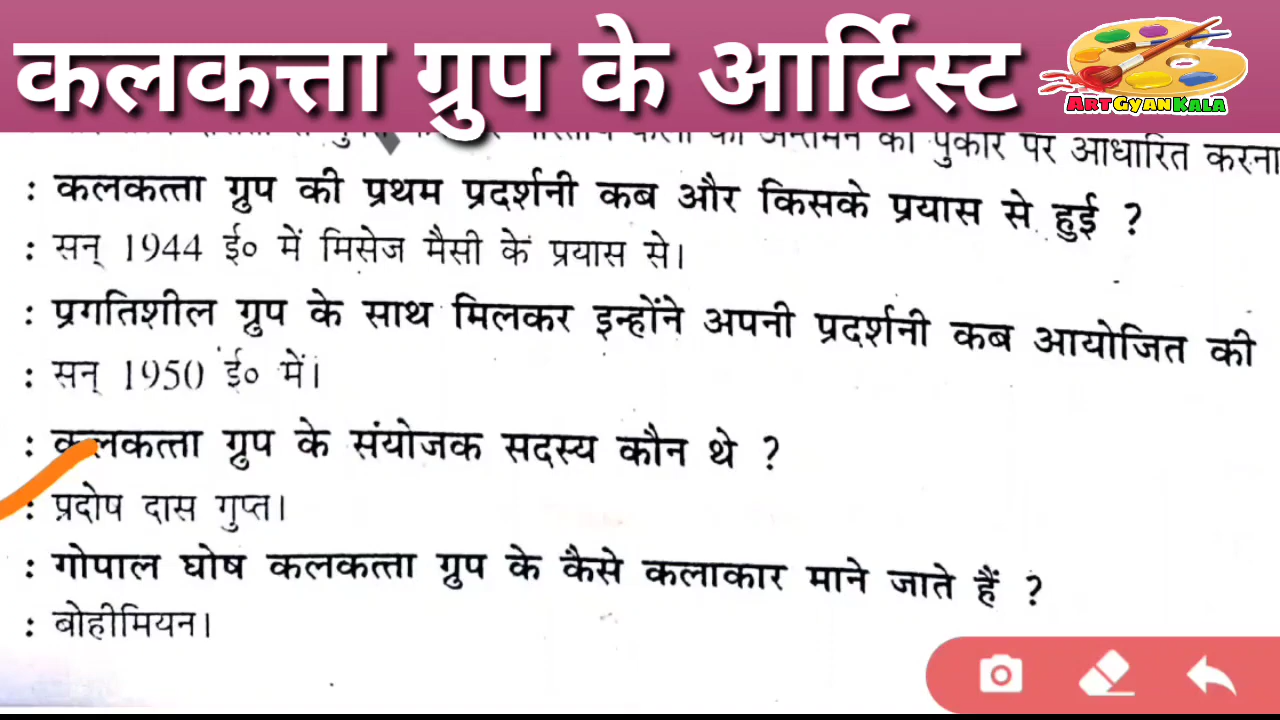 कलकत्ता ग्रुप के आर्टिस्ट
ARTGYANKALA
पुकार पर आधारित करना
: कलकत्ता ग्रुप की प्रथम प्रदर्शनी कब और किसके प्रयास से हुई ?
: सन् 1944 ई० में मिसेज मैसी के प्रयास से।
: प्रगतिशील ग्रुप के साथ मिलकर इन्होंने अपनी प्रदर्शनी कब आयोजित की
: सन् 1950 ई० में।
: कलकत्ता ग्रुप के संयोजक सदस्य कौन थे ?
: प्रदोष दास गुप्त।
: गोपाल घोष कलकत्ता ग्रुप के कैसे कलाकार माने जाते हैं ?
: बोहीमियन।